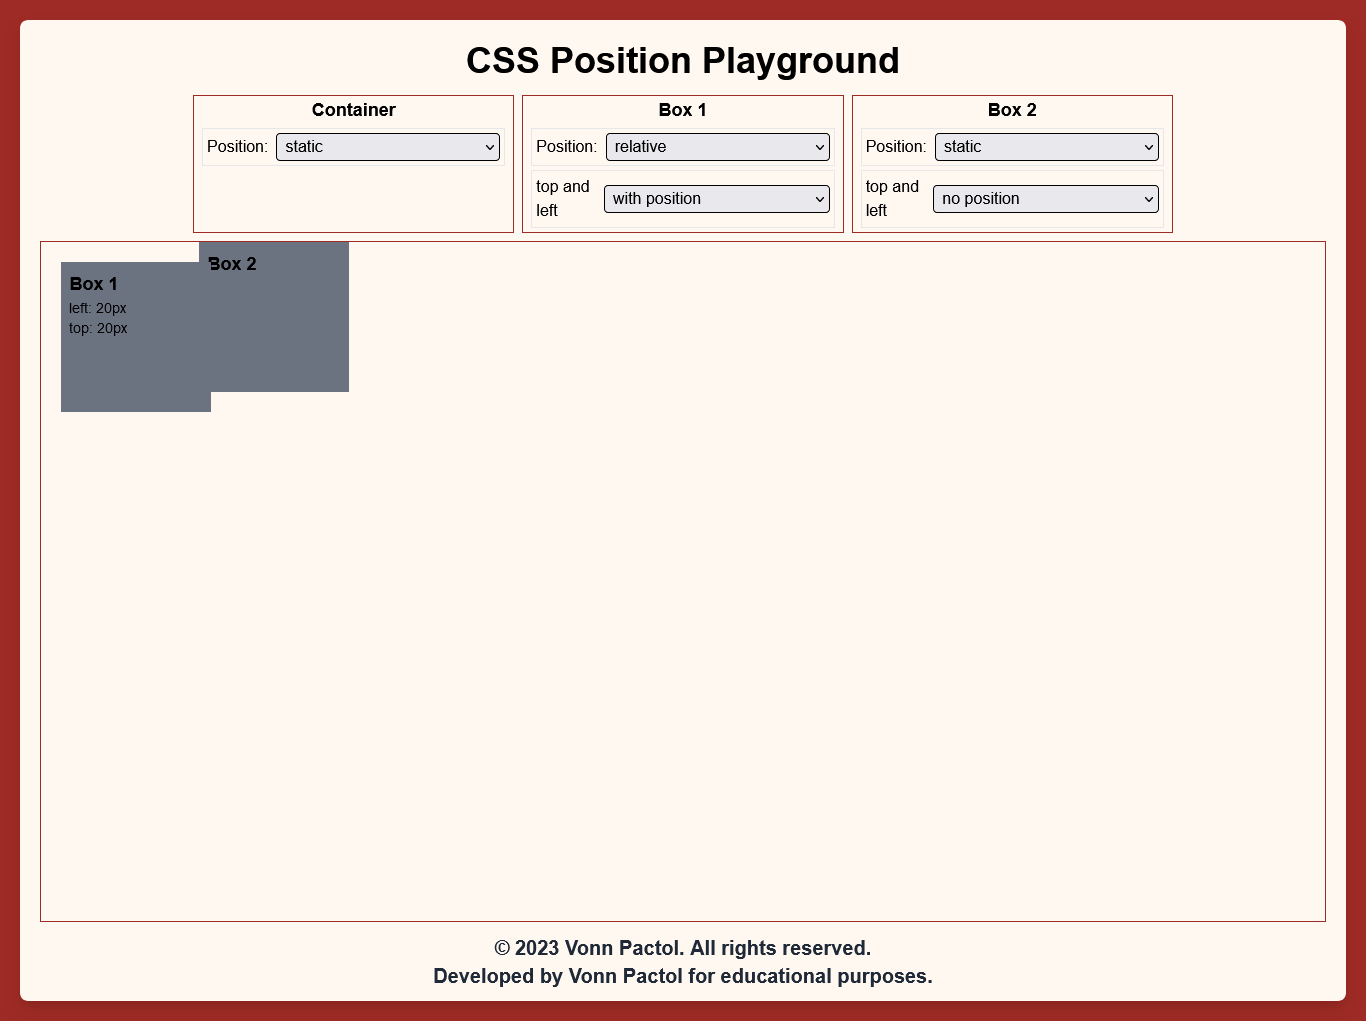 CSS Position Playground
Container
Position: static
Box 1
Position: relative
top and left with position
Box 2
Position: static
top and left no position
Box 1
left: 20px
top: 20px
Box 2
© 2023 Vonn Pactol. All rights reserved.
Developed by Vonn Pactol for educational purposes.